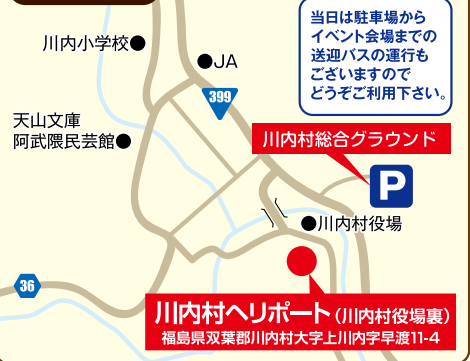 当日は駐車場から
イベント会場までの
送迎バスの運行も
ございますので
どうぞご利用下さい。
川内小学校
JA
399
天山文庫
阿武隈民芸館
川内村総合グラウンド
P
川内村役場
36
川内村ヘリポート（川内村役場裏）
福島県双葉郡川内村大字上川内字早渡11-4